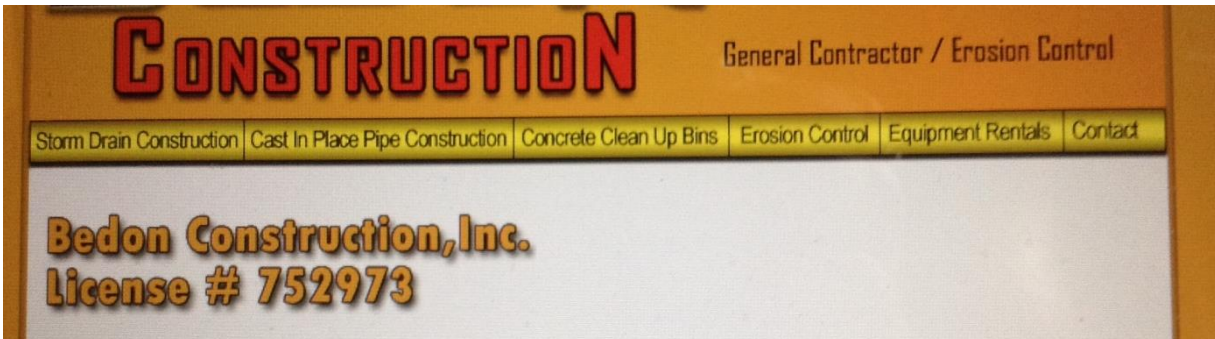 CONSTRUCTION
General Contractor / Erosion Control
Storm Drain Construction Cast In Place Pipe Construction Concrete Clean Up Bins Erosion Control Equipment Rentals Contact
Bedon Construction,Inc.
License # 752973